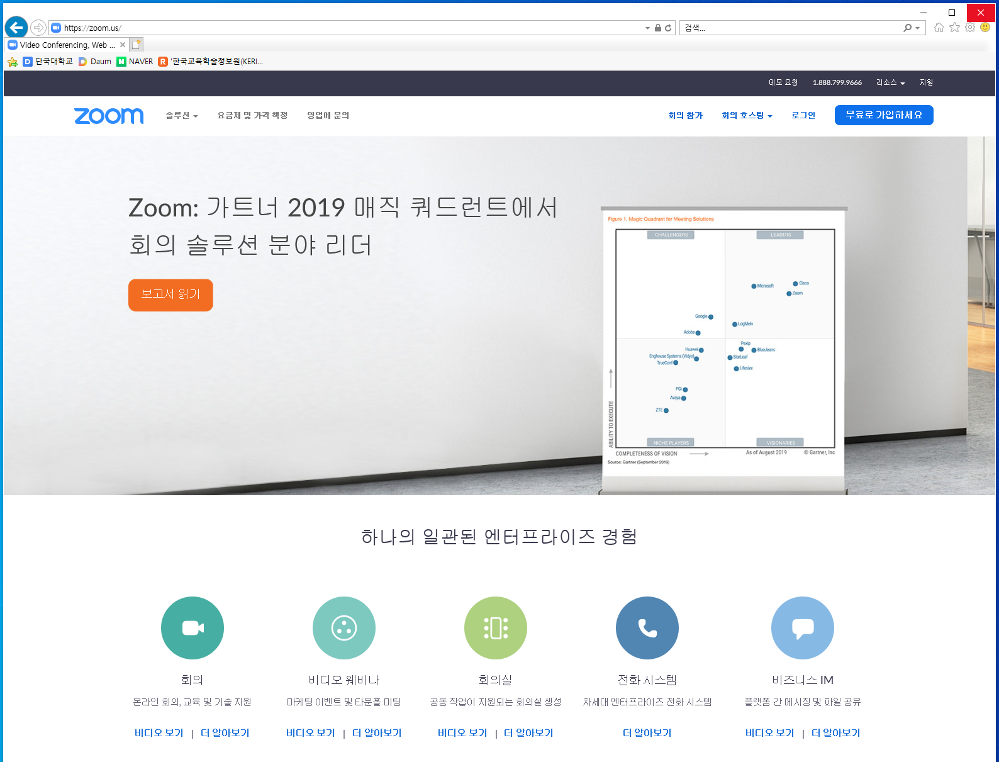 https://zoom.us/
검색...
Video Conferencing, Web ...
단국대학교 Daum NAVER '한국교육학술정보원(KERI...
데모 요청 1.888.799.9666 리소스 지원
zoom 솔루션 요금제 및 가격 책정 영업에 문의 회의 참가 회의 호스팅 로그인 무료로 가입하세요
Zoom: 가트너 2019 매직 쿼드런트에서
회의 솔루션 분야 리더
보고서 읽기
Figure 1. Magic Quadrant for Meeting Solutions
CHALLENGERS LEADERS
Cisco
Microsoft
Zoom
Google
LogMeIn
Adobe
Pexip
Huawei BlueJeans
Enghouse Systems (Vidyo) StarLeaf
TrueConf
Lifesize
PGi
Avaya
ZTE
ABILITY TO EXECUTE
NICHE PLAYERS VISIONARIES
COMPLETENESS OF VISION As of August 2019 © Gartner, Inc
Source: Gartner (September 2019)
하나의 일관된 엔터프라이즈 경험
회의 비디오 웨비나 회의실 전화 시스템 비즈니스 IM
온라인 회의, 교육 및 기술 지원 마케팅 이벤트 및 타운홀 미팅 공동 작업이 지원되는 회의실 생성 차세대 엔터프라이즈 전화 시스템 플랫폼 간 메시징 및 파일 공유
비디오 보기 | 더 알아보기 비디오 보기 | 더 알아보기 비디오 보기 | 더 알아보기 더 알아보기 비디오 보기 | 더 알아보기